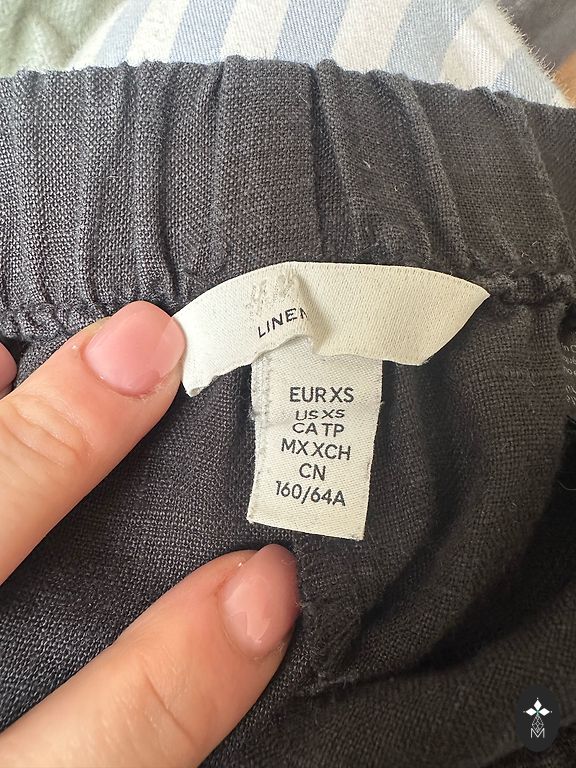 LINEN
EUR XS
US XS
CA TP
MX XCH
CN
160/64A